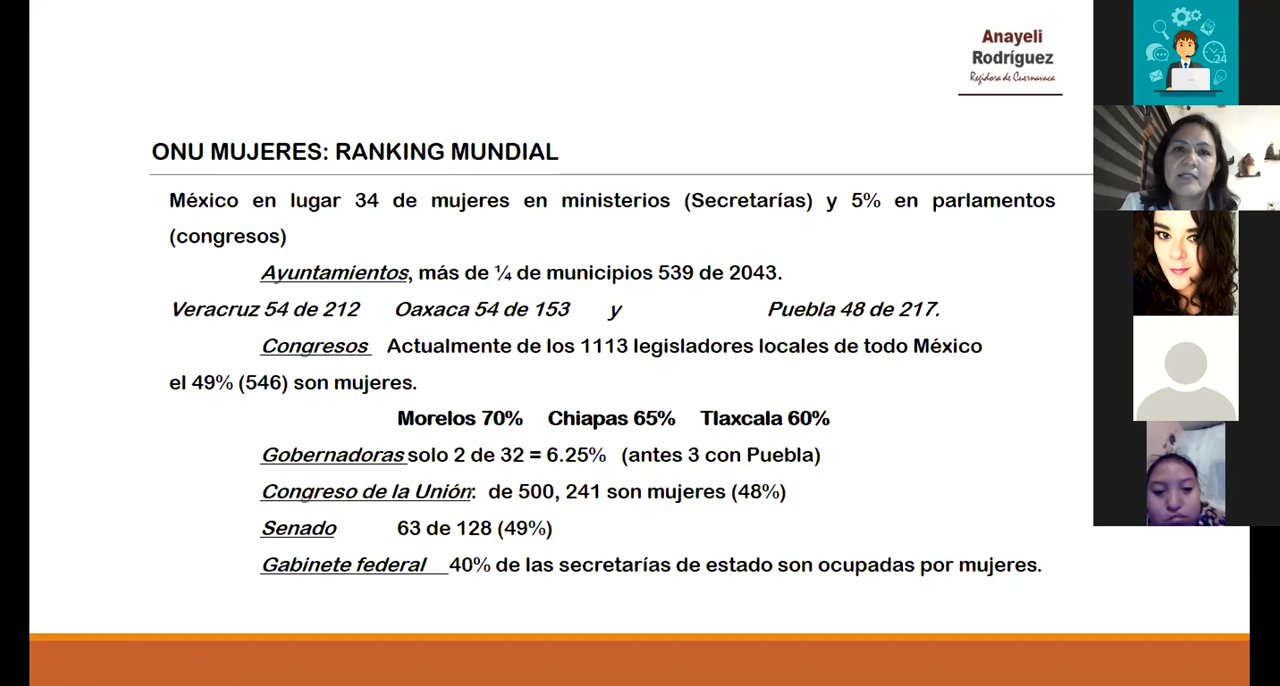 Anayeli
Rodríguez
Regidora de Cuernavaca
ONU MUJERES: RANKING MUNDIAL
México en lugar 34 de mujeres en ministerios (Secretarías) y 5% en parlamentos
(congresos)
Ayuntamientos, más de ¼ de municipios 539 de 2043.
Veracruz 54 de 212 Oaxaca 54 de 153 y Puebla 48 de 217.
Congresos Actualmente de los 1113 legisladores locales de todo México
el 49% (546) son mujeres.
Morelos 70% Chiapas 65% Tlaxcala 60%
Gobernadoras solo 2 de 32 = 6.25% (antes 3 con Puebla)
Congreso de la Unión: de 500, 241 son mujeres (48%)
Senado 63 de 128 (49%)
Gabinete federal 40% de las secretarías de estado son ocupadas por mujeres.
24